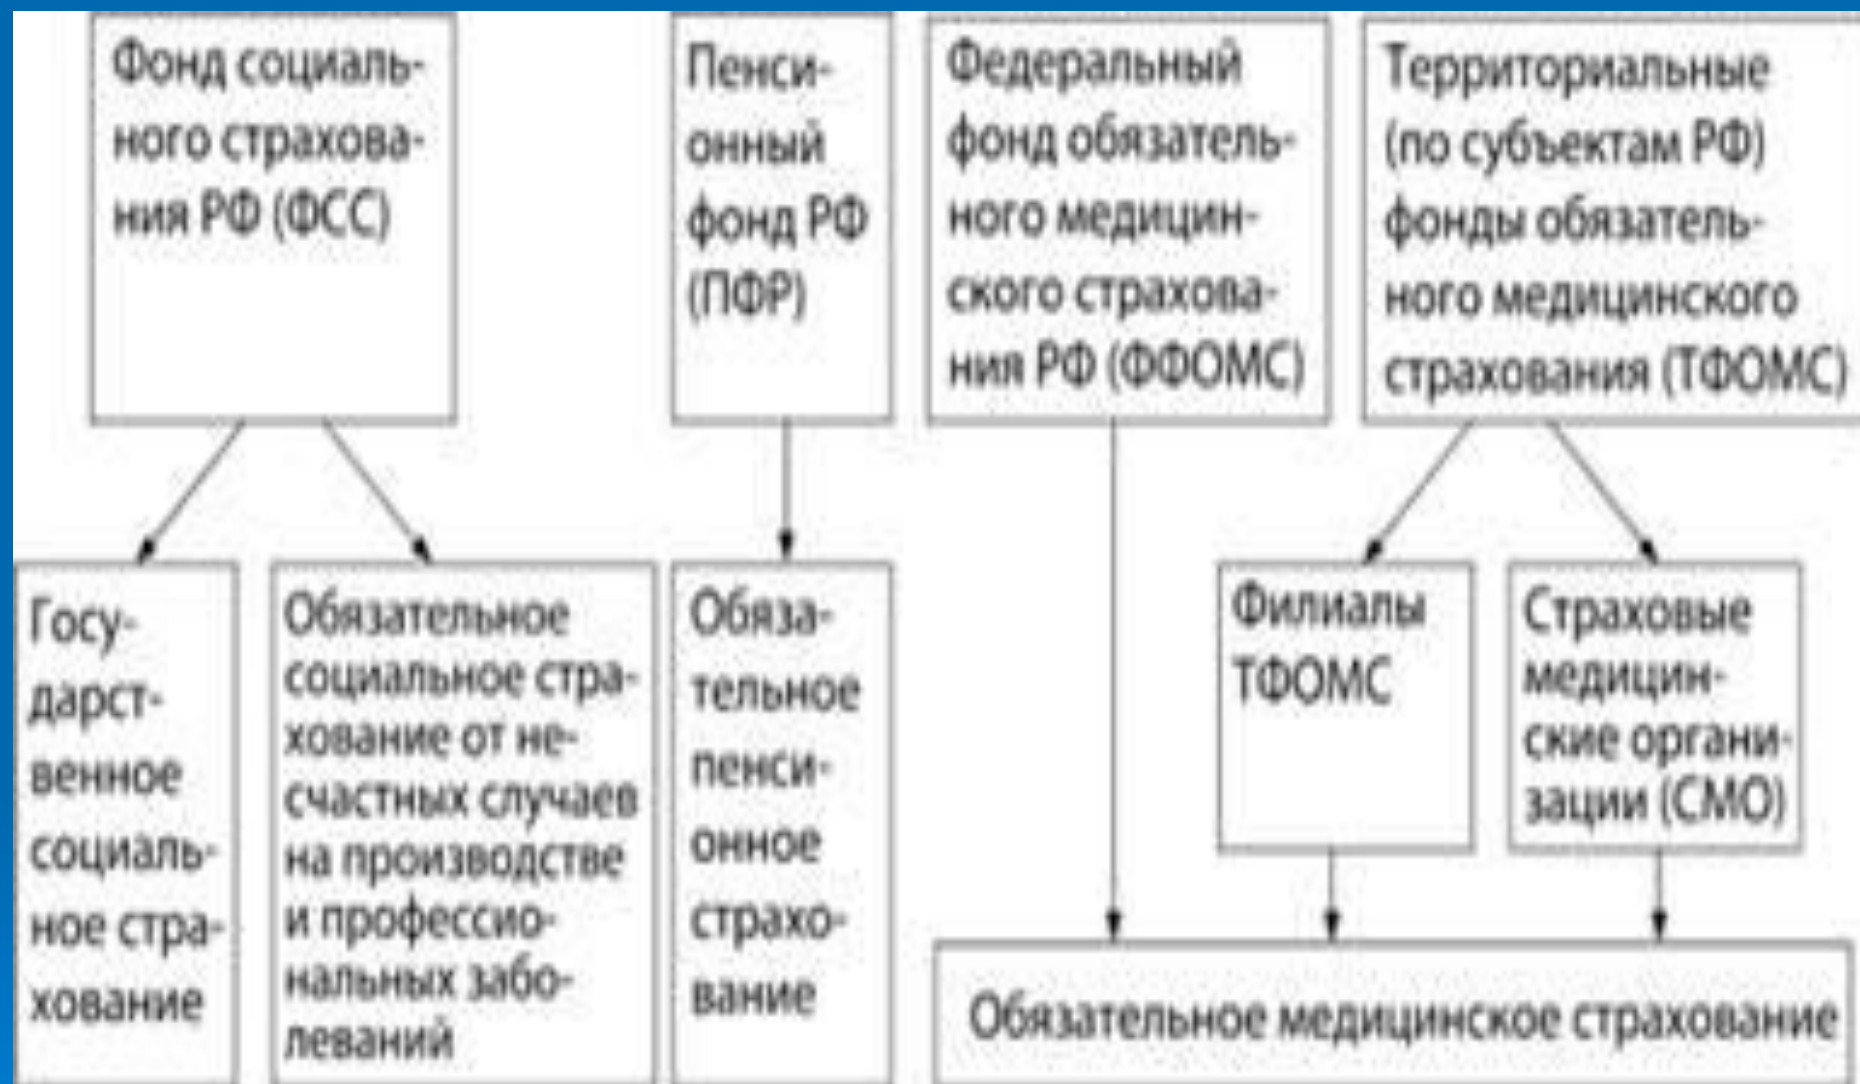 Фонд социаль-
ного страхова-
ния РФ (ФСС)
Пенси-
онный
фонд РФ
(ПФР)
Федеральный
фонд обязатель-
ного медицин-
ского страхова-
ния РФ (ФФОМС)
Территориальные
(по субъектам РФ)
фонды обязатель-
ного медицинского
страхования (ТФОМС)
Госу-
дарст-
венное
социаль-
ное стра-
хование
Обязательное
социальное стра-
хование от не-
счастных случаев
на производстве
и профессио-
нальных забо-
леваний
Обяза-
тельное
пенси-
онное
страхо-
вание
Филиалы
ТФОМС
Страховые
медицин-
ские органи-
зации (СМО)
Обязательное медицинское страхование